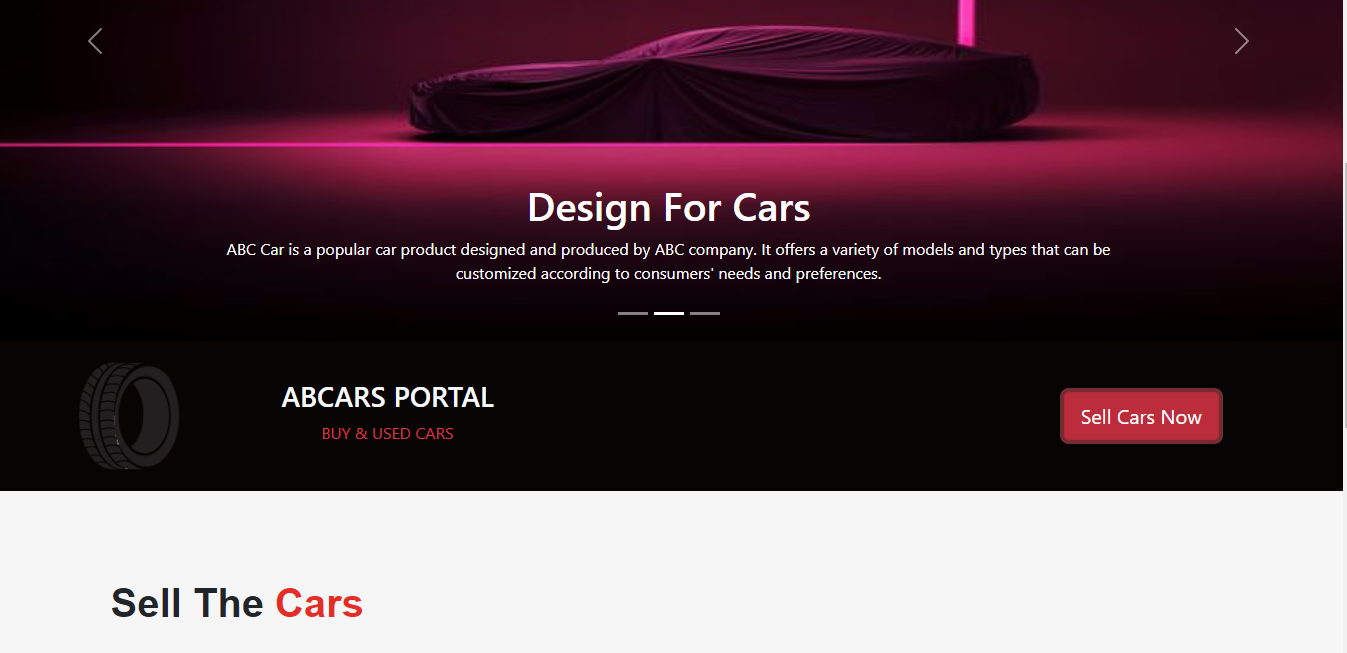 Design For Cars
ABC Car is a popular car product designed and produced by ABC company. It offers a variety of models and types that can be
customized according to consumers' needs and preferences.
ABCARS PORTAL
BUY & USED CARS
Sell Cars Now
Sell The Cars